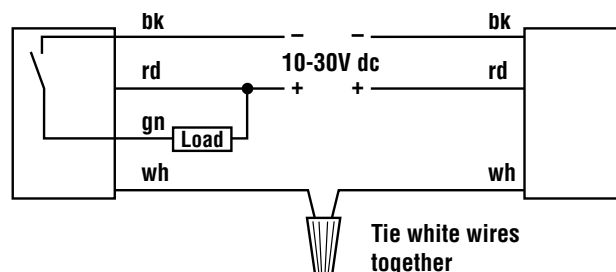 bk
−
−
bk
10-30V dc
rd
+
+
rd
gn
Load
wh
wh
Tie white wires
together